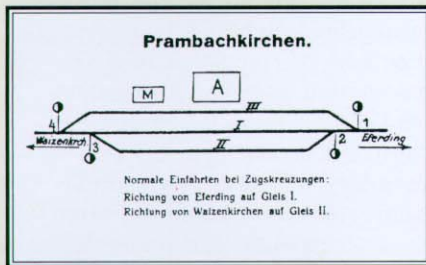 Prambachkirchen.
M
A
III
4
1
I
Waizenkirch
3
2
Eferding
II
Normale Einfahrten bei Zugskreuzungen:
Richtung von Eferding auf Gleis I.
Richtung von Waizenkirchen auf Gleis II.